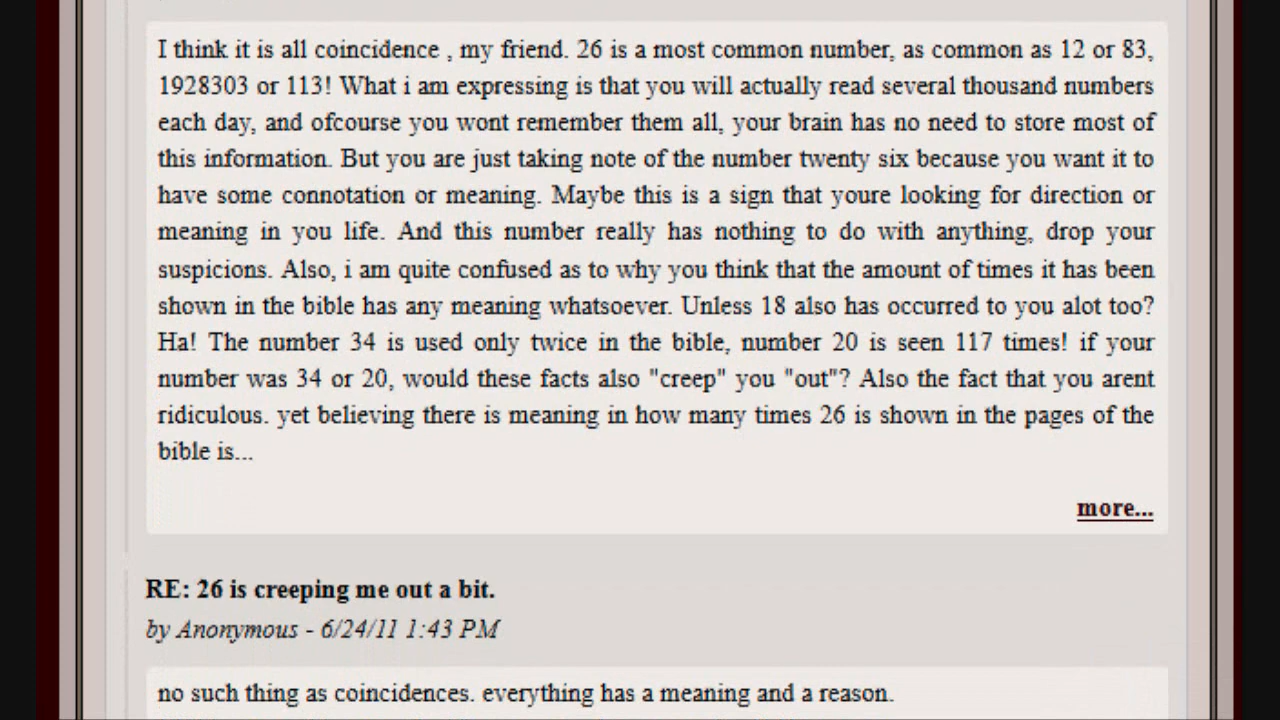 I think it is all coincidence , my friend. 26 is a most common number, as common as 12 or 83,
1928303 or 113! What i am expressing is that you will actually read several thousand numbers
each day, and ofcourse you wont remember them all, your brain has no need to store most of
this information. But you are just taking note of the number twenty six because you want it to
have some connotation or meaning. Maybe this is a sign that youre looking for direction or
meaning in you life. And this number really has nothing to do with anything, drop your
suspicions. Also, i am quite confused as to why you think that the amount of times it has been
shown in the bible has any meaning whatsoever. Unless 18 also has occurred to you alot too?
Ha! The number 34 is used only twice in the bible, number 20 is seen 117 times! if your
number was 34 or 20, would these facts also "creep" you "out"? Also the fact that you arent
ridiculous. yet believing there is meaning in how many times 26 is shown in the pages of the
bible is...
more...
RE: 26 is creeping me out a bit.
by Anonymous - 6/24/11 1:43 PM
no such thing as coincidences. everything has a meaning and a reason.